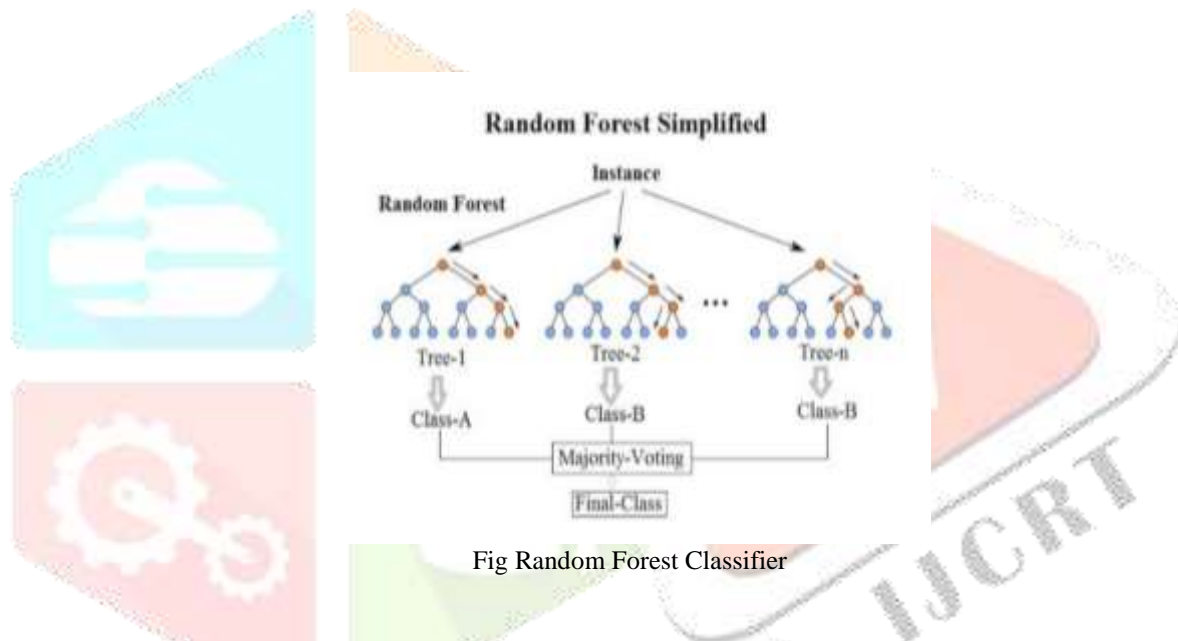 Random Forest Simplified
Instance
Random Forest
...
Tree-1 Tree-2 Tree-n
Class-A Class-B Class-B
Majority-Voting
Final-Class
Fig Random Forest Classifier
IJCRT